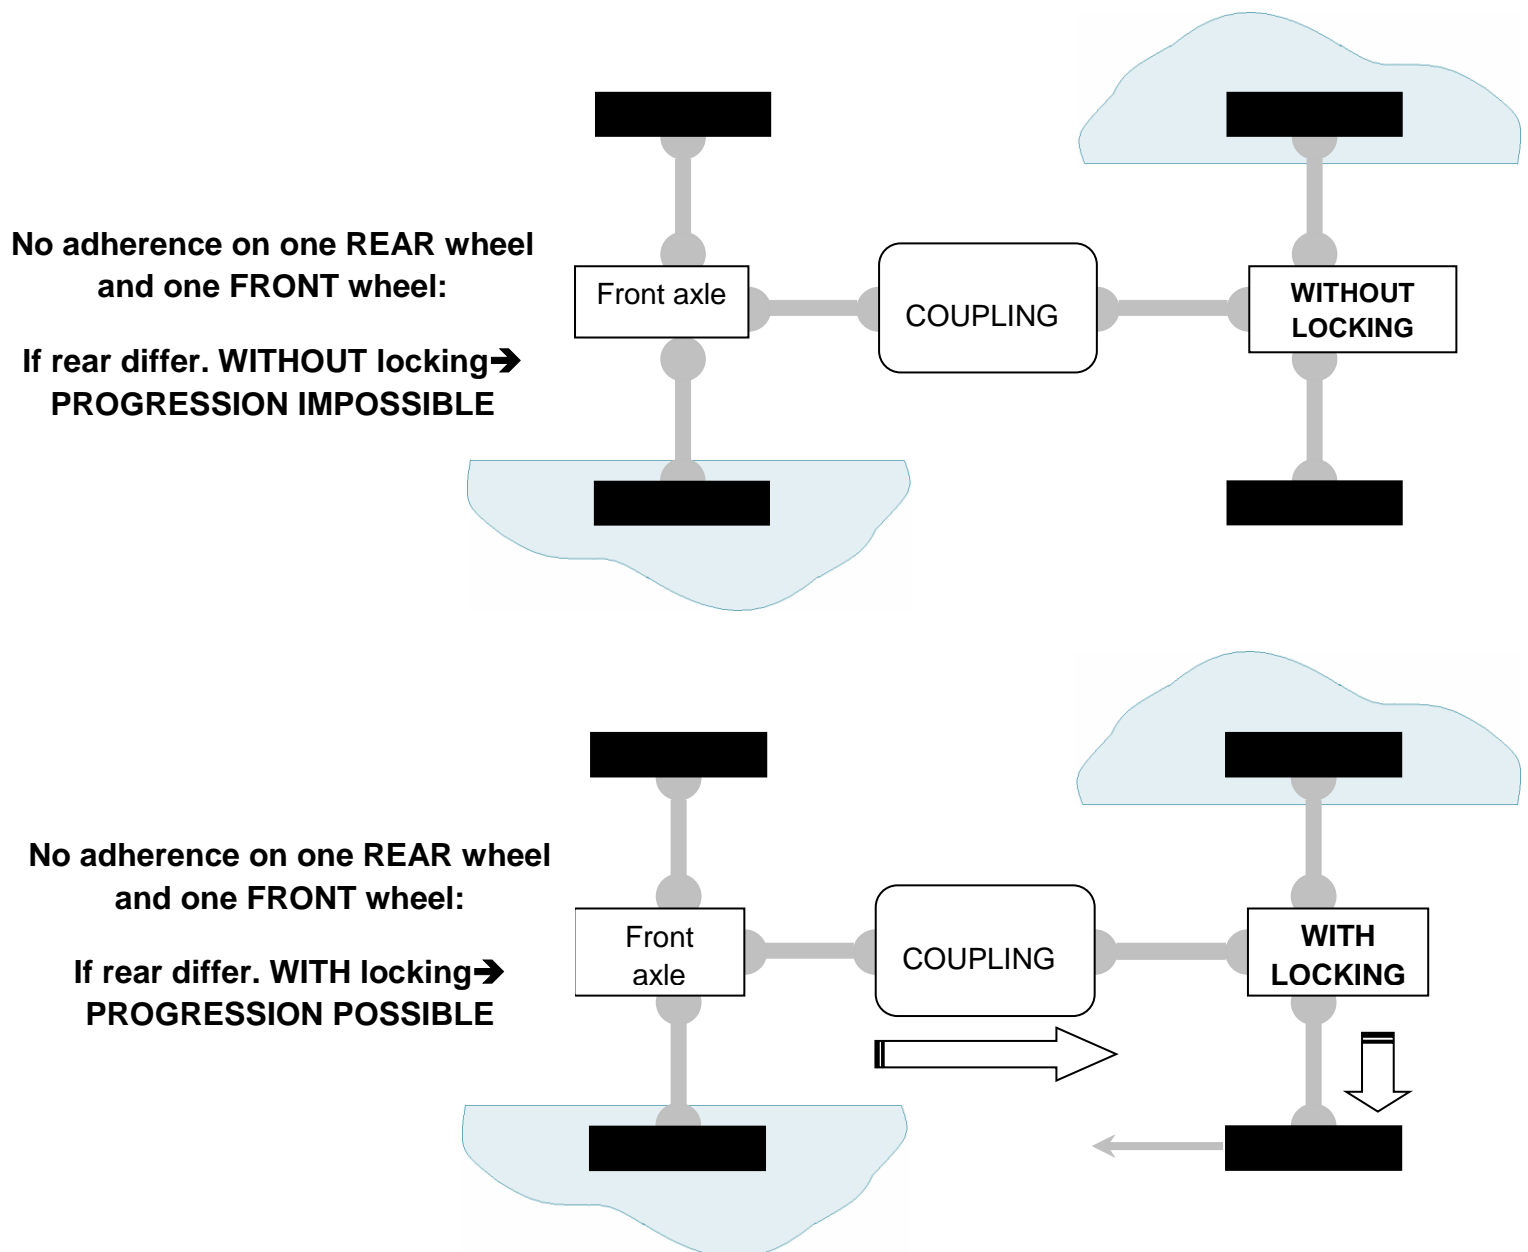 No adherence on one REAR wheel
and one FRONT wheel:
If rear differ. WITHOUT locking➔
PROGRESSION IMPOSSIBLE
Front axle
COUPLING
WITHOUT
LOCKING
No adherence on one REAR wheel
and one FRONT wheel:
If rear differ. WITH locking➔
PROGRESSION POSSIBLE
Front
axle
COUPLING
WITH
LOCKING